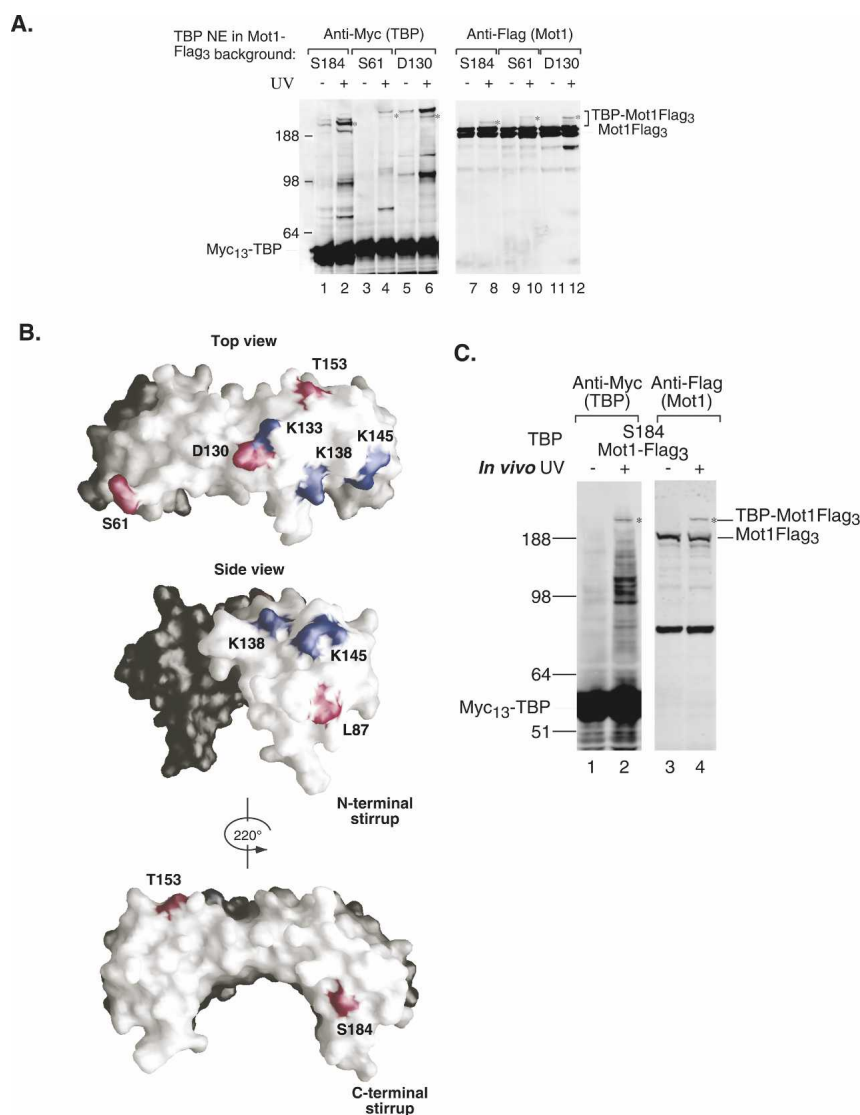 A.
TBP NE in Mot1-Flag3 background:
Anti-Myc (TBP) Anti-Flag (Mot1)
S184 S61 D130 S184 S61 D130
UV - + - + - + - + - + - +
188
98
64
Myc13-TBP
* * * * * *
TBP-Mot1Flag3
Mot1Flag3
1 2 3 4 5 6 7 8 9 10 11 12
B.
Top view
T153
K133
K145
D130
K138
S61
Side view
K138
K145
L87
N-terminal
stirrup
220°
T153
S184
C-terminal
stirrup
C.
Anti-Myc Anti-Flag
(TBP) (Mot1)
TBP S184
Mot1-Flag3
In vivo UV - + - +
* * TBP-Mot1Flag3
188 Mot1Flag3
98
64
Myc13-TBP
51
1 2 3 4